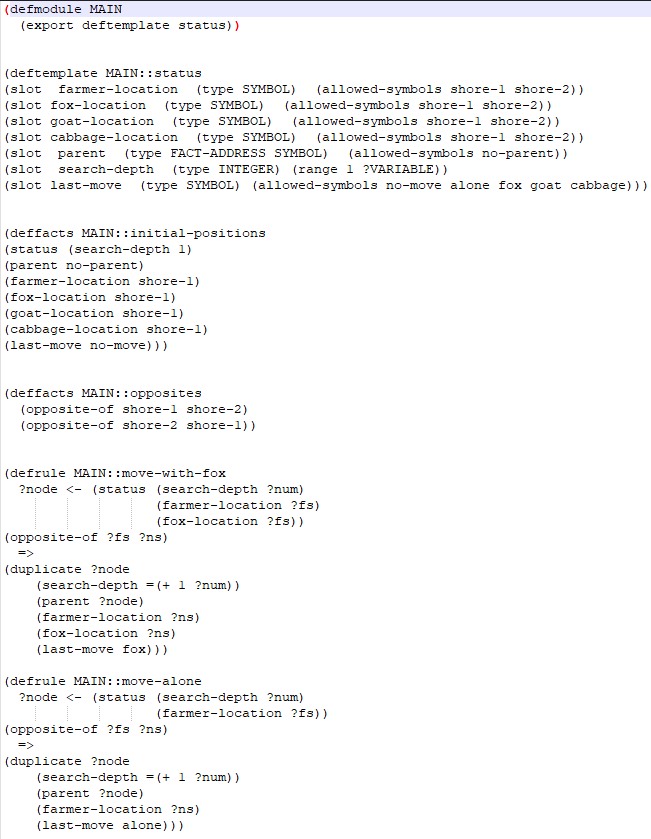 (defmodule MAIN
(export deftemplate status))
(deftemplate MAIN::status
(slot farmer-location (type SYMBOL) (allowed-symbols shore-1 shore-2))
(slot fox-location (type SYMBOL) (allowed-symbols shore-1 shore-2))
(slot goat-location (type SYMBOL) (allowed-symbols shore-1 shore-2))
(slot cabbage-location (type SYMBOL) (allowed-symbols shore-1 shore-2))
(slot parent (type FACT-ADDRESS SYMBOL) (allowed-symbols no-parent))
(slot search-depth (type INTEGER) (range 1 ?VARIABLE))
(slot last-move (type SYMBOL) (allowed-symbols no-move alone fox goat cabbage)))
(deffacts MAIN::initial-positions
(status (search-depth 1)
(parent no-parent)
(farmer-location shore-1)
(fox-location shore-1)
(goat-location shore-1)
(cabbage-location shore-1)
(last-move no-move)))
(deffacts MAIN::opposites
(opposite-of shore-1 shore-2)
(opposite-of shore-2 shore-1))
(defrule MAIN::move-with-fox
?node <- (status (search-depth ?num)
(farmer-location ?fs)
(fox-location ?fs))
(opposite-of ?fs ?ns)
=>
(duplicate ?node
(search-depth =(+ 1 ?num))
(parent ?node)
(farmer-location ?ns)
(fox-location ?ns)
(last-move fox)))
(defrule MAIN::move-alone
?node <- (status (search-depth ?num)
(farmer-location ?fs))
(opposite-of ?fs ?ns)
=>
(duplicate ?node
(search-depth =(+ 1 ?num))
(parent ?node)
(farmer-location ?ns)
(last-move alone)))